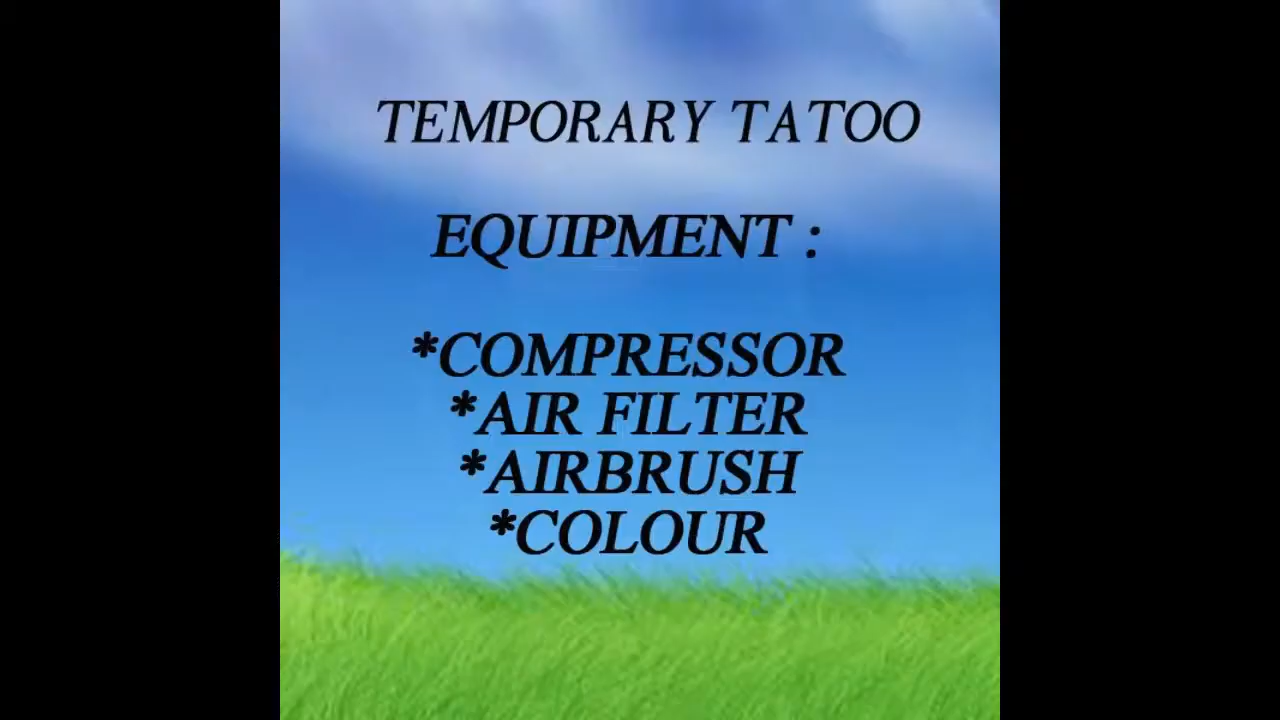 TEMPORARY TATOO
EQUIPMENT :
*COMPRESSOR
*AIR FILTER
*AIRBRUSH
*COLOUR